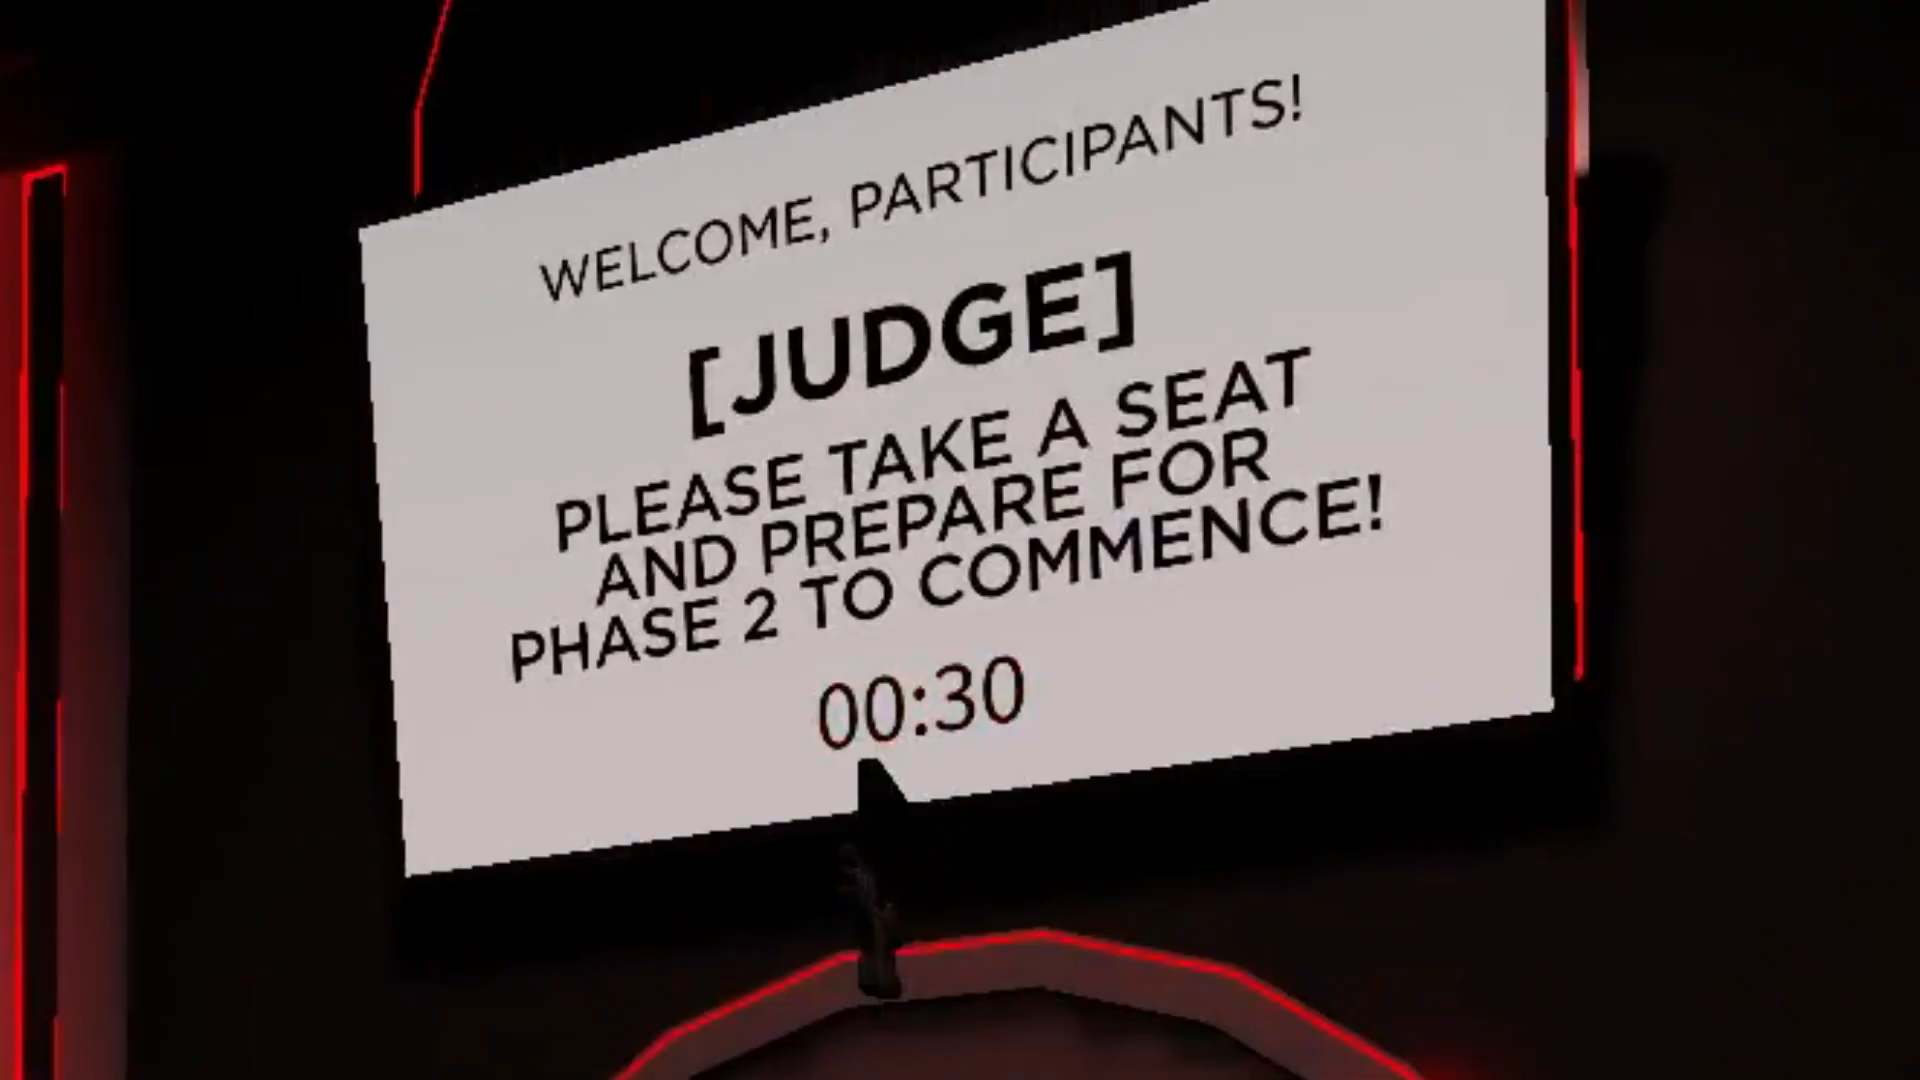 WELCOME, PARTICIPANTS!
[JUDGE]
PLEASE TAKE A SEAT
AND PREPARE FOR
PHASE 2 TO COMMENCE!
00:30